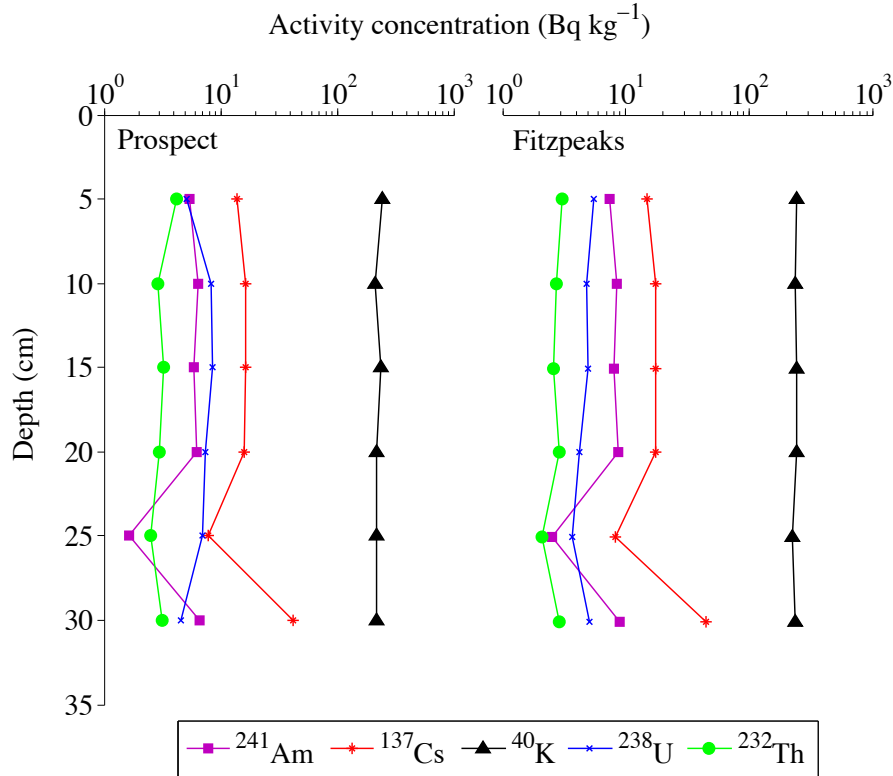 Activity concentration (Bq kg⁻¹)
10⁰ 10¹ 10² 10³ 10⁰ 10¹ 10² 10³
0
Prospect Fitzpeaks
5
10
15
Depth (cm)
20
25
30
35
²⁴¹Am ¹³⁷Cs ⁴⁰K ²³⁸U ²³²Th